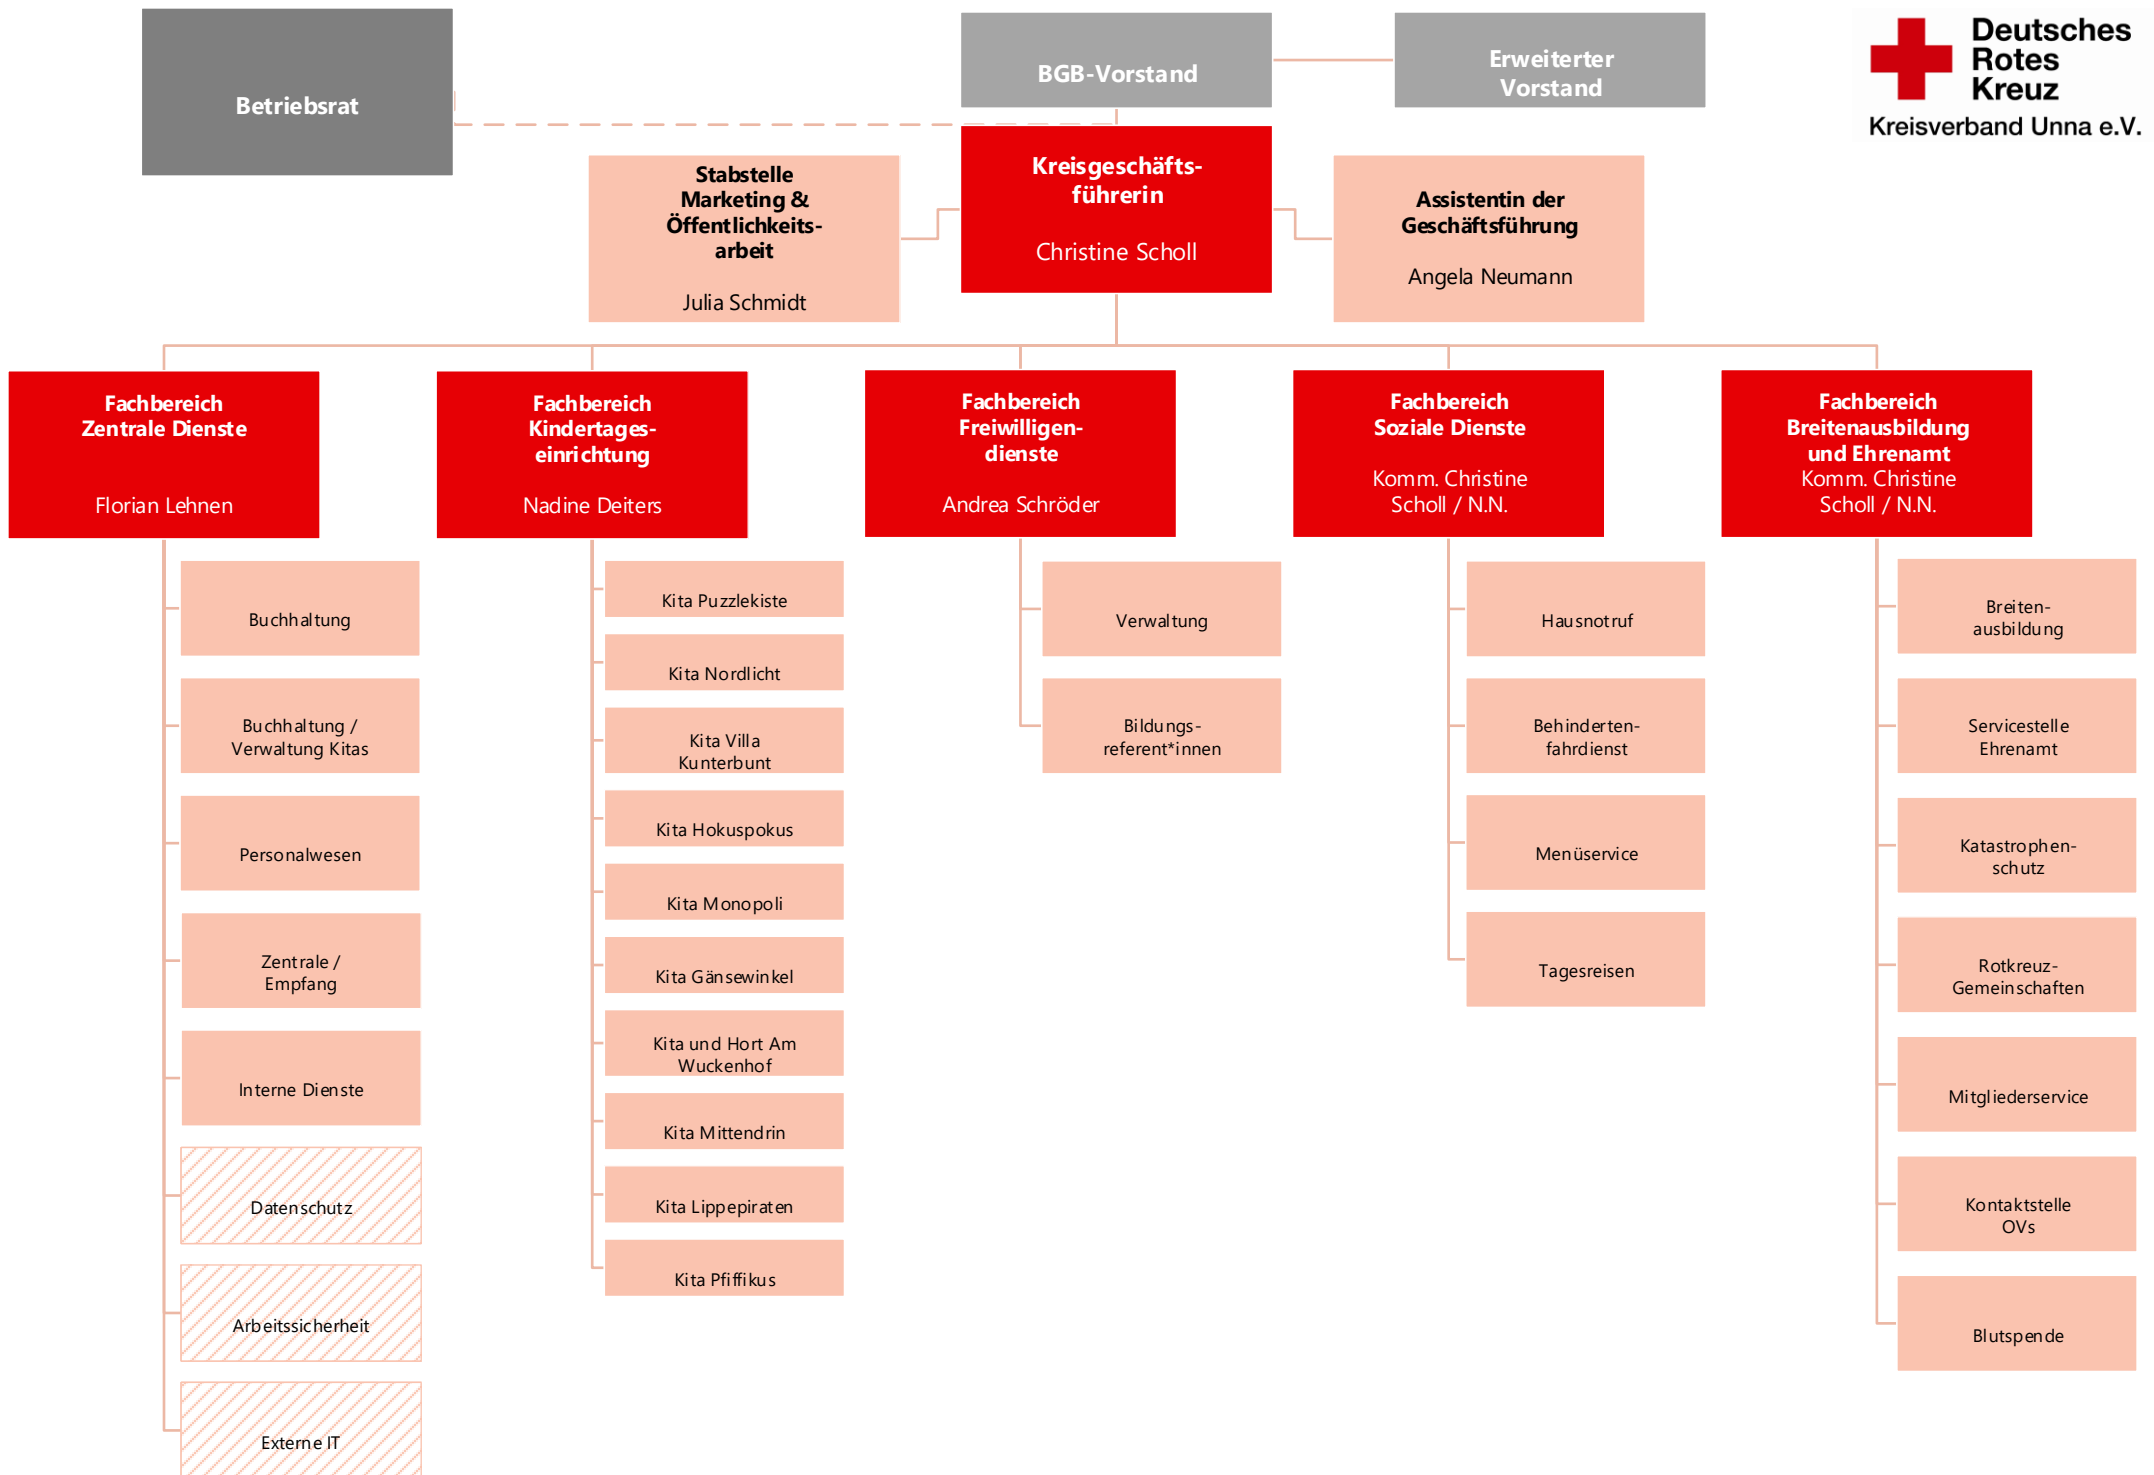 Betriebsrat
BGB-Vorstand
Erweiterter
Vorstand
Deutsches
Rotes
Kreuz
Kreisverband Unna e.V.
Stabstelle
Marketing &
Öffentlichkeits-
arbeit
Julia Schmidt
Kreisgeschäfts-
führerin
Christine Scholl
Assistentin der
Geschäftsführung
Angela Neumann
Fachbereich
Zentrale Dienste
Florian Lehnen
Buchhaltung
Buchhaltung /
Verwaltung Kitas
Personalwesen
Zentrale /
Empfang
Interne Dienste
Datenschutz
Arbeitssicherheit
Externe IT
Fachbereich
Kindertages-
einrichtung
Nadine Deiters
Kita Puzzlekiste
Kita Nordlicht
Kita Villa
Kunterbunt
Kita Hokuspokus
Kita Monopoli
Kita Gänsewinkel
Kita und Hort Am
Wuckenhof
Kita Mittendrin
Kita Lippepiraten
Kita Pfiffikus
Fachbereich
Freiwilligen-
dienste
Andrea Schröder
Verwaltung
Bildungs-
referent*innen
Fachbereich
Soziale Dienste
Komm. Christine
Scholl / N.N.
Hausnotruf
Behinderten-
fahrdienst
Menüservice
Tagesreisen
Fachbereich
Breitenausbildung
und Ehrenamt
Komm. Christine
Scholl / N.N.
Breiten-
ausbildung
Servicestelle
Ehrenamt
Katastrophen-
schutz
Rotkreuz-
Gemeinschaften
Mitgliederservice
Kontaktstelle
OVs
Blutspende